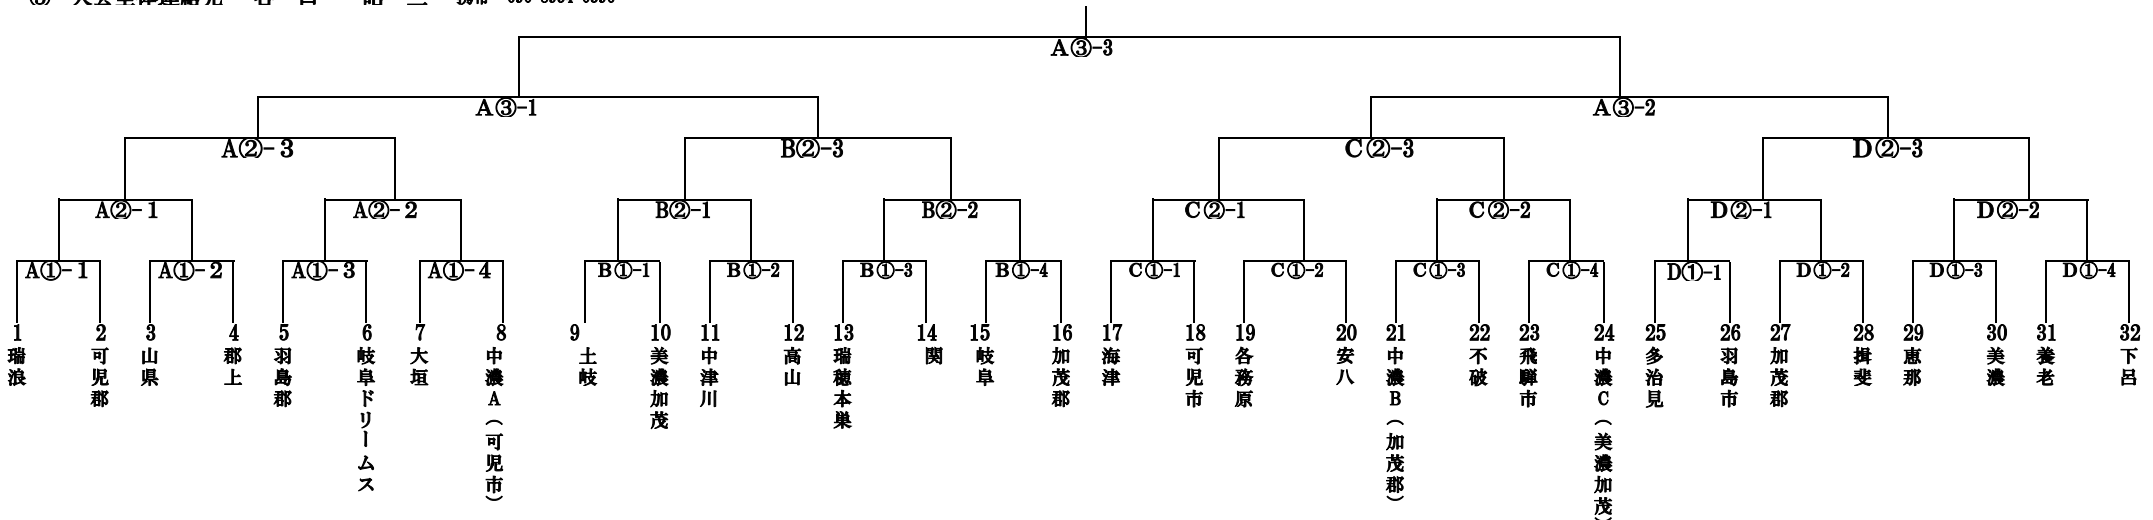 A③-3
A③-1
A③-2
A②-3
B②-3
C②-3
D②-3
A②-1
A②-2
B②-1
B②-2
C②-1
C②-2
D②-1
D②-2
A①-1
A①-2
A①-3
A①-4
B①-1
B①-2
B①-3
B①-4
C①-1
C①-2
C①-3
C①-4
D①-1
D①-2
D①-3
D①-4
1 瑞浪
2 可児郡
3 山県
4 郡上
5 羽島郡
6 岐阜ドリームス
7 大垣
8 中濃A（可児市）
9 土岐
10 美濃加茂
11 中津川
12 高山
13 瑞穂本巣
14 関
15 岐阜
16 加茂郡
17 海津
18 可児市
19 各務原
20 安八
21 中濃B（加茂郡）
22 不破
23 飛騨市
24 中濃C（美濃加茂）
25 多治見
26 羽島市
27 加茂郡
28 揖斐
29 恵那
30 美濃
31 養老
32 下呂